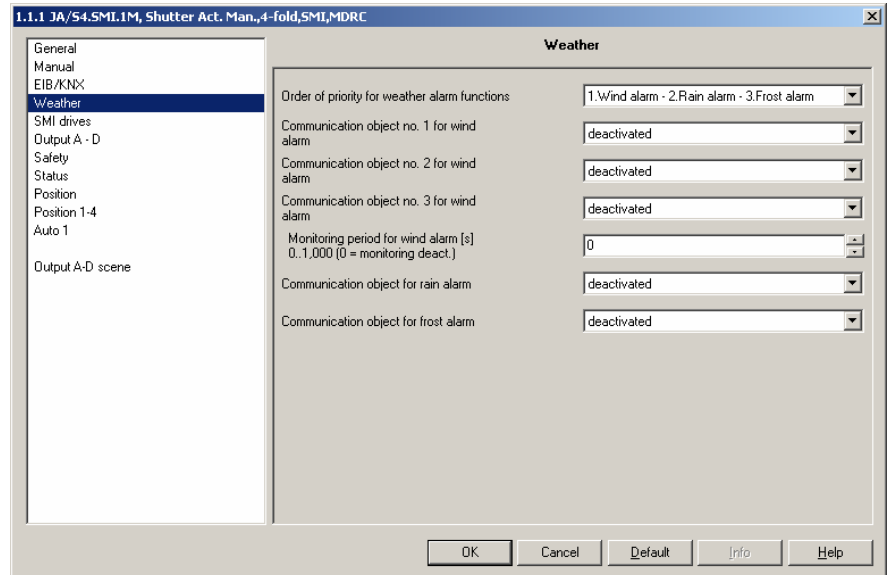 1.1.1 JA/S4.SMI.1M, Shutter Act. Man.,4-fold,SMI,MDRC
General
Manual
EIB/KNX
Weather
SMI drives
Output A - D
Safety
Status
Position
Position 1-4
Auto 1
Output A-D scene
Weather
Order of priority for weather alarm functions
1.Wind alarm - 2.Rain alarm - 3.Frost alarm
Communication object no. 1 for wind
alarm
deactivated
Communication object no. 2 for wind
alarm
deactivated
Communication object no. 3 for wind
alarm
deactivated
Monitoring period for wind alarm [s]
0..1,000 (0 = monitoring deact.)
0
Communication object for rain alarm
deactivated
Communication object for frost alarm
deactivated
OK
Cancel
Default
Info
Help